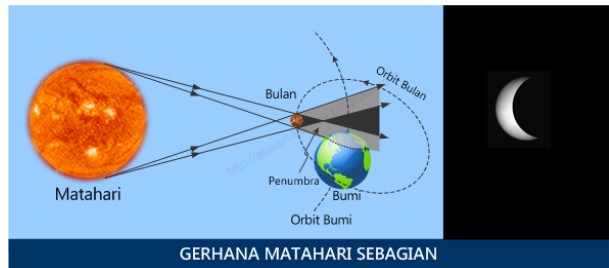 Bulan
Orbit Bulan
Matahari
Penumbra
Bumi
Orbit Bumi
GERHANA MATAHARI SEBAGIAN